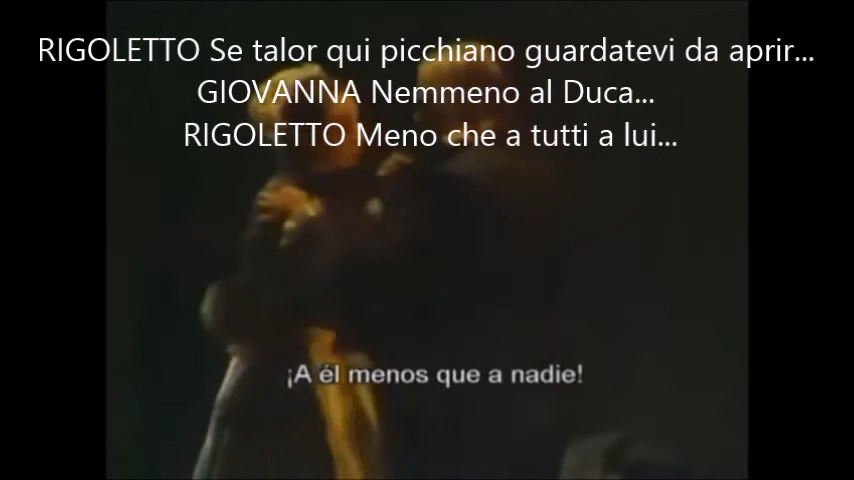 RIGOLETTO Se talor qui picchiano guardatevi da aprir...
GIOVANNA Nemmeno al Duca...
RIGOLETTO Meno che a tutti a lui...
¡A él menos que a nadie!